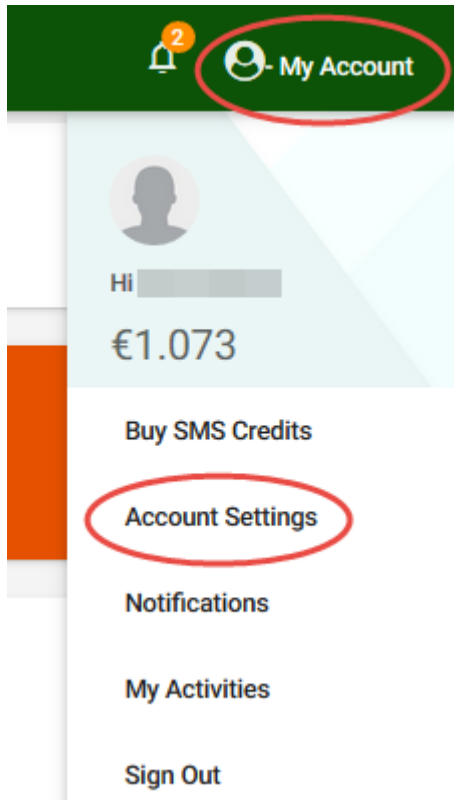 2
- My Account
Hi
€1.073
Buy SMS Credits
Account Settings
Notifications
My Activities
Sign Out